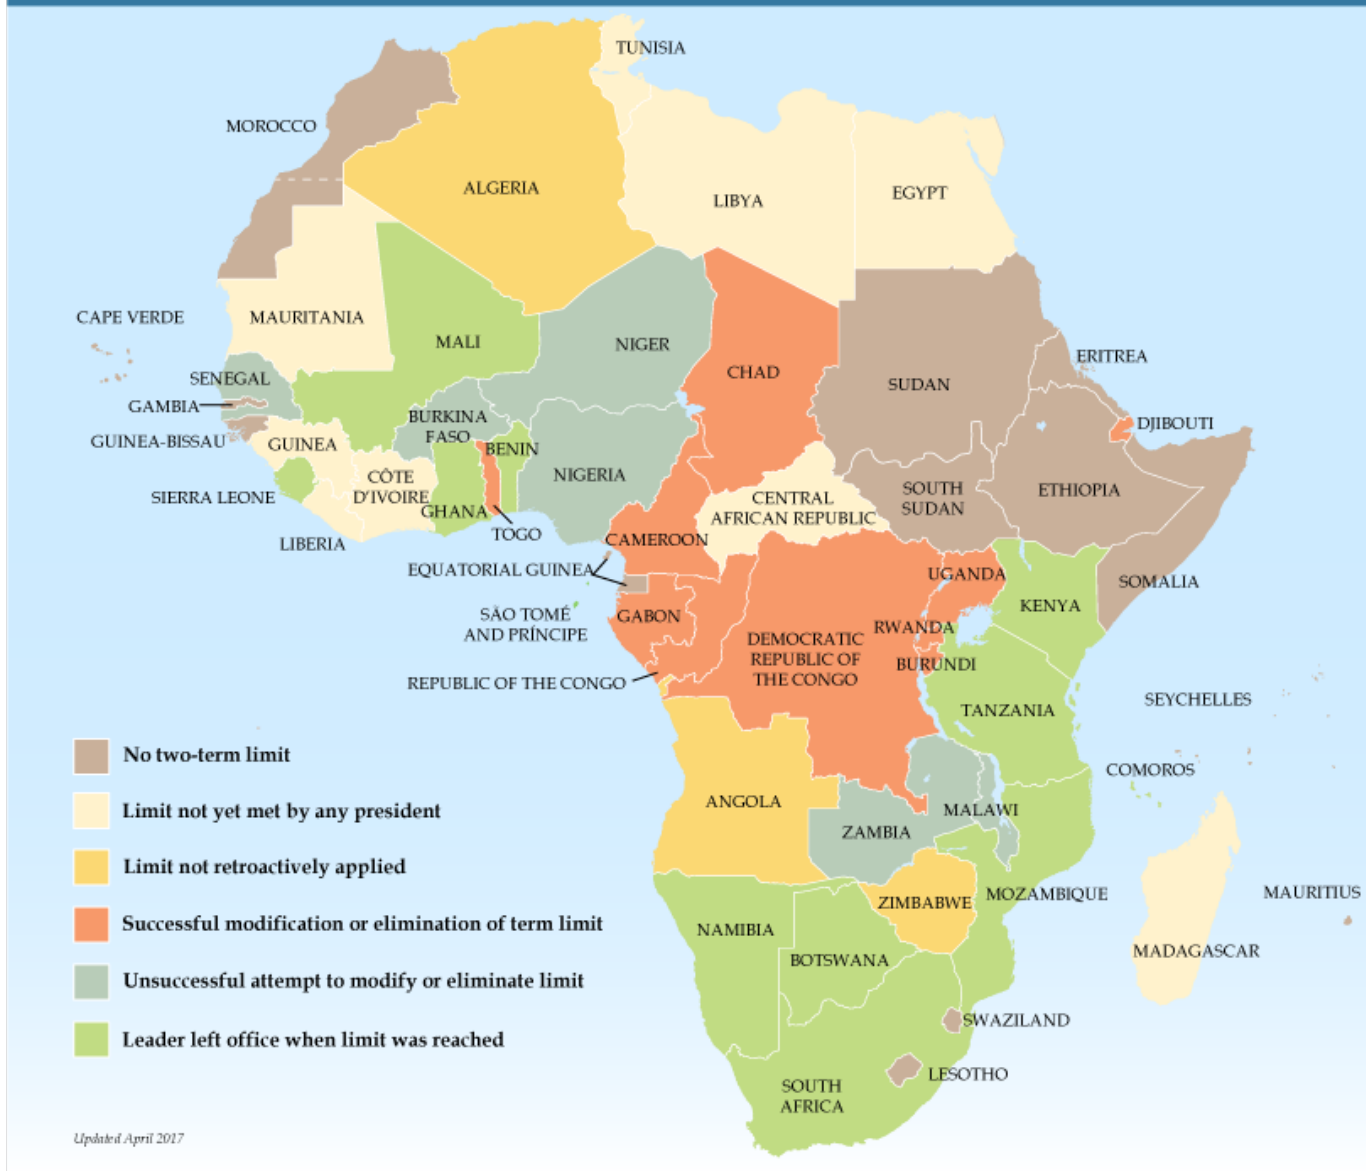 TUNISIA
MOROCCO
ALGERIA
LIBYA
EGYPT
CAPE VERDE
MAURITANIA
MALI
NIGER
CHAD
SUDAN
ERITREA
SENEGAL
GAMBIA
GUINEA-BISSAU
GUINEA
BURKINA
FASO
BENIN
NIGERIA
DJIBOUTI
SIERRA LEONE
CÔTE
D'IVOIRE
GHANA
LIBERIA
TOGO
CENTRAL
AFRICAN REPUBLIC
SOUTH
SUDAN
ETHIOPIA
CAMEROON
EQUATORIAL GUINEA
SÃO TOMÉ
AND PRÍNCIPE
GABON
UGANDA
KENYA
SOMALIA
RWANDA
DEMOCRATIC
REPUBLIC OF
THE CONGO
BURUNDI
REPUBLIC OF THE CONGO
TANZANIA
SEYCHELLES
COMOROS
ANGOLA
MALAWI
ZAMBIA
ZIMBABWE
MOZAMBIQUE
MAURITIUS
NAMIBIA
BOTSWANA
MADAGASCAR
SWAZILAND
LESOTHO
SOUTH
AFRICA
No two-term limit
Limit not yet met by any president
Limit not retroactively applied
Successful modification or elimination of term limit
Unsuccessful attempt to modify or eliminate limit
Leader left office when limit was reached
Updated April 2017